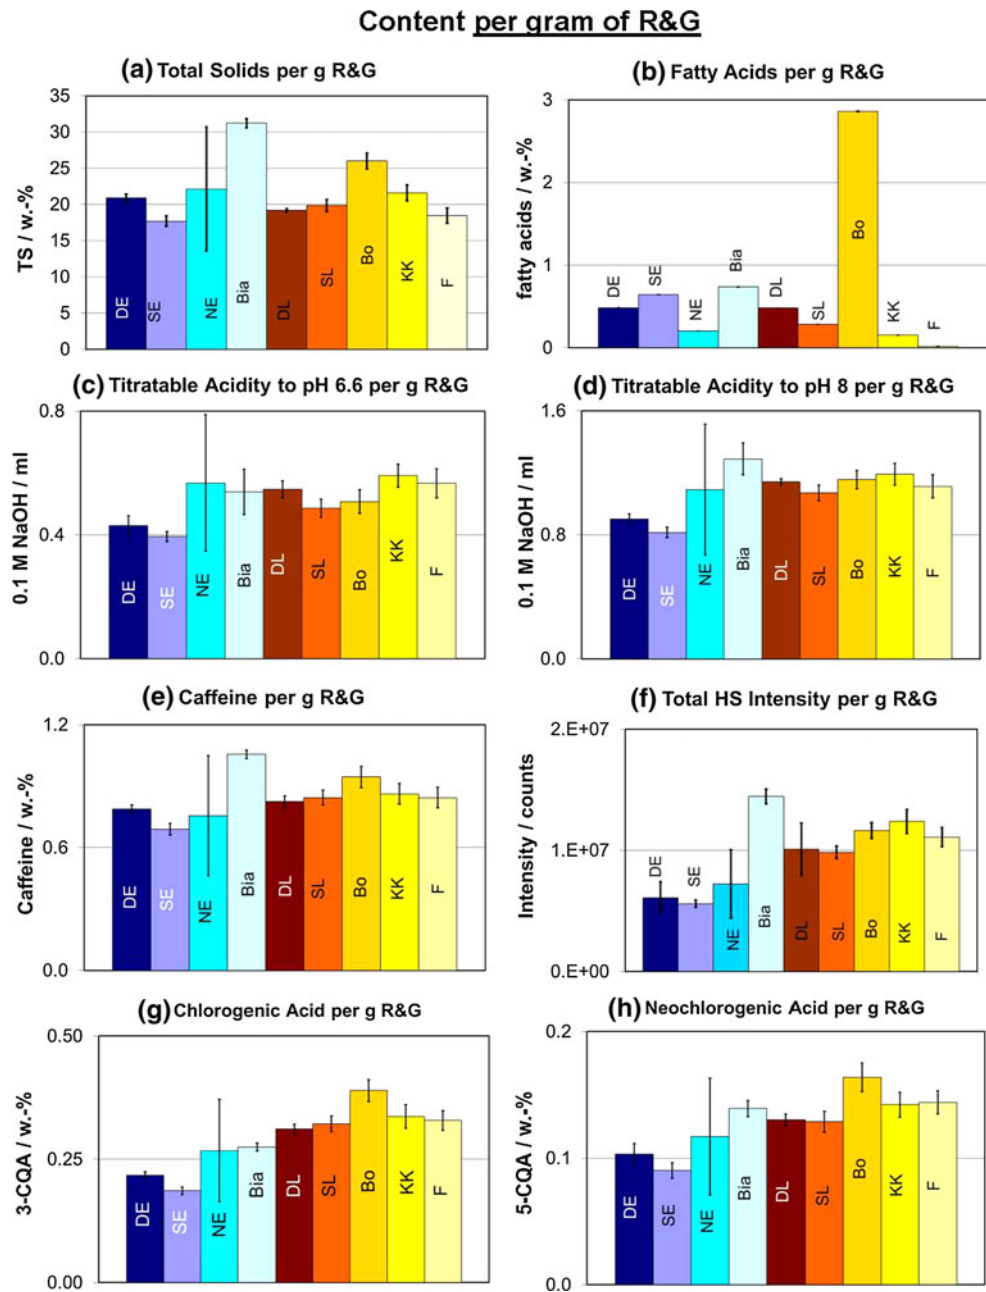 Content per gram of R&G
(a) Total Solids per g R&G
TS / w.-%
35
30
25
20
15
10
5
0
DE
SE
NE
Bia
DL
SL
Bo
KK
F
(b) Fatty Acids per g R&G
fatty acids / w.-%
3
2
1
0
DE
SE
NE
Bia
DL
SL
Bo
KK
F
(c) Titratable Acidity to pH 6.6 per g R&G
0.1 M NaOH / ml
0.8
0.4
0.0
DE
SE
NE
Bia
DL
SL
Bo
KK
F
(d) Titratable Acidity to pH 8 per g R&G
0.1 M NaOH / ml
1.6
0.8
0.0
DE
SE
NE
Bia
DL
SL
Bo
KK
F
(e) Caffeine per g R&G
Caffeine / w.-%
1.2
0.6
0.0
DE
SE
NE
Bia
DL
SL
Bo
KK
F
(f) Total HS Intensity per g R&G
Intensity / counts
2.E+07
1.E+07
0.E+00
DE
SE
NE
Bia
DL
SL
Bo
KK
F
(g) Chlorogenic Acid per g R&G
3-CQA / w.-%
0.50
0.25
0.00
DE
SE
NE
Bia
DL
SL
Bo
KK
F
(h) Neochlorogenic Acid per g R&G
5-CQA / w.-%
0.2
0.1
0.0
DE
SE
NE
Bia
DL
SL
Bo
KK
F